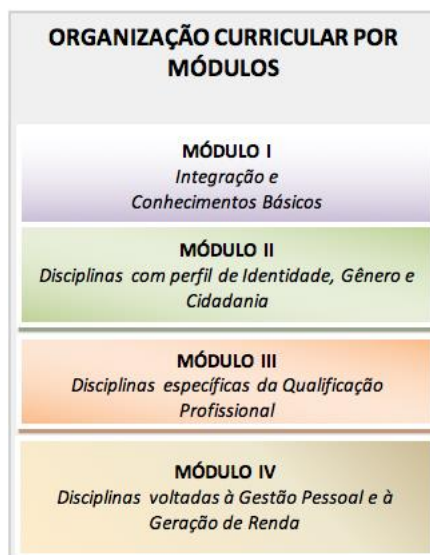 ORGANIZAÇÃO CURRICULAR POR
MÓDULOS
MÓDULO I
Integração e
Conhecimentos Básicos
MÓDULO II
Disciplinas com perfil de Identidade, Gênero e
Cidadania
MÓDULO III
Disciplinas específicas da Qualificação
Profissional
MÓDULO IV
Disciplinas voltadas à Gestão Pessoal e à
Geração de Renda